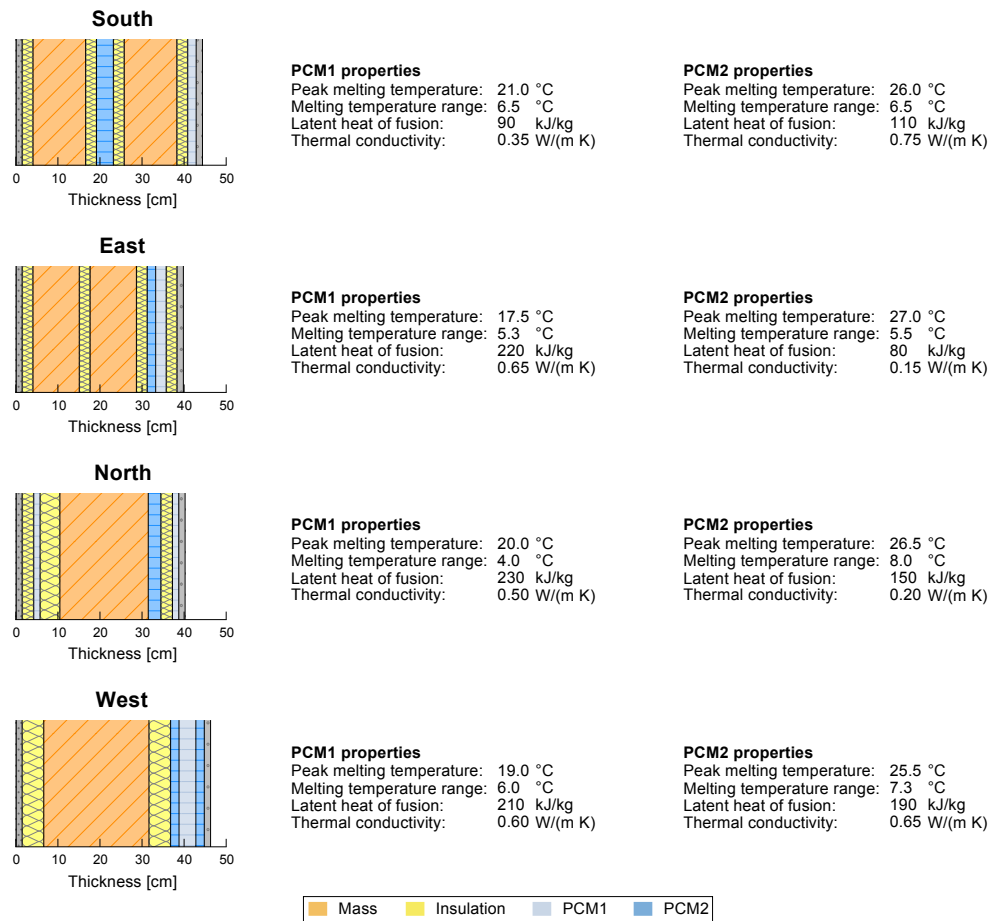 South
PCM1 properties
Peak melting temperature: 21.0 °C
Melting temperature range: 6.5 °C
Latent heat of fusion: 90 kJ/kg
Thermal conductivity: 0.35 W/(m K)
PCM2 properties
Peak melting temperature: 26.0 °C
Melting temperature range: 6.5 °C
Latent heat of fusion: 110 kJ/kg
Thermal conductivity: 0.75 W/(m K)
0 10 20 30 40 50
Thickness [cm]
East
PCM1 properties
Peak melting temperature: 17.5 °C
Melting temperature range: 5.3 °C
Latent heat of fusion: 220 kJ/kg
Thermal conductivity: 0.65 W/(m K)
PCM2 properties
Peak melting temperature: 27.0 °C
Melting temperature range: 5.5 °C
Latent heat of fusion: 80 kJ/kg
Thermal conductivity: 0.15 W/(m K)
0 10 20 30 40 50
Thickness [cm]
North
PCM1 properties
Peak melting temperature: 20.0 °C
Melting temperature range: 4.0 °C
Latent heat of fusion: 230 kJ/kg
Thermal conductivity: 0.50 W/(m K)
PCM2 properties
Peak melting temperature: 26.5 °C
Melting temperature range: 8.0 °C
Latent heat of fusion: 150 kJ/kg
Thermal conductivity: 0.20 W/(m K)
0 10 20 30 40 50
Thickness [cm]
West
PCM1 properties
Peak melting temperature: 19.0 °C
Melting temperature range: 6.0 °C
Latent heat of fusion: 210 kJ/kg
Thermal conductivity: 0.60 W/(m K)
PCM2 properties
Peak melting temperature: 25.5 °C
Melting temperature range: 7.3 °C
Latent heat of fusion: 190 kJ/kg
Thermal conductivity: 0.65 W/(m K)
0 10 20 30 40 50
Thickness [cm]
Mass Insulation PCM1 PCM2